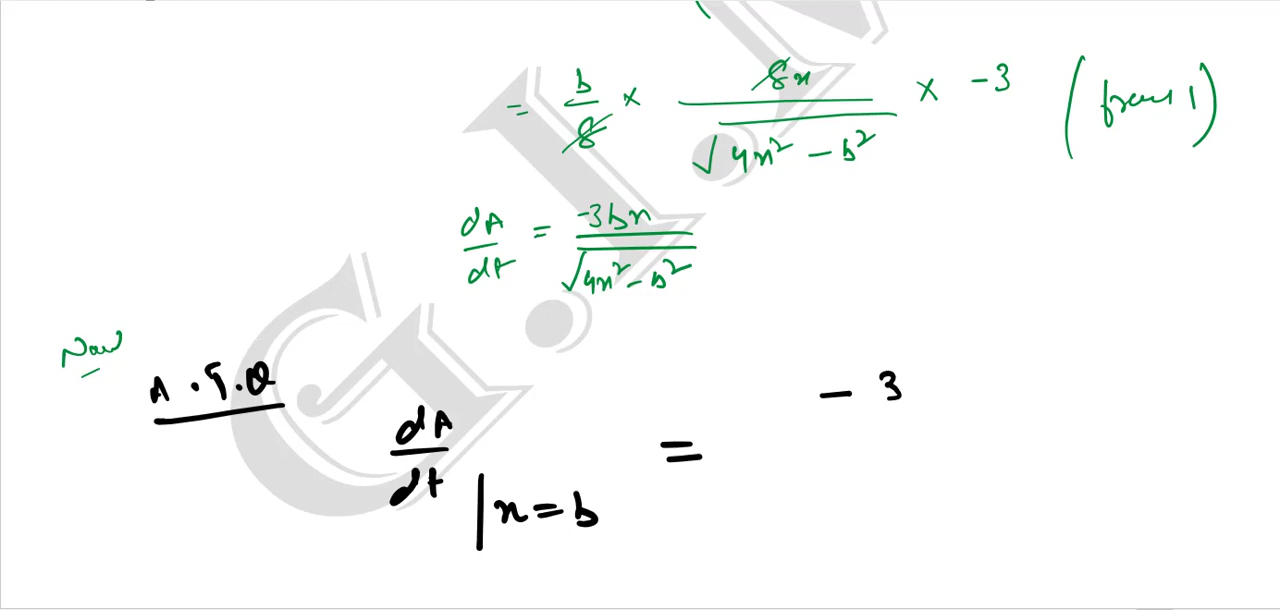 = b/8 × 8x/√4x² - b² × -3 (from 1)
dA/dt = -3bx/√4x² - b²
Now
A.T.Q
dA/dt |x = b = - 3